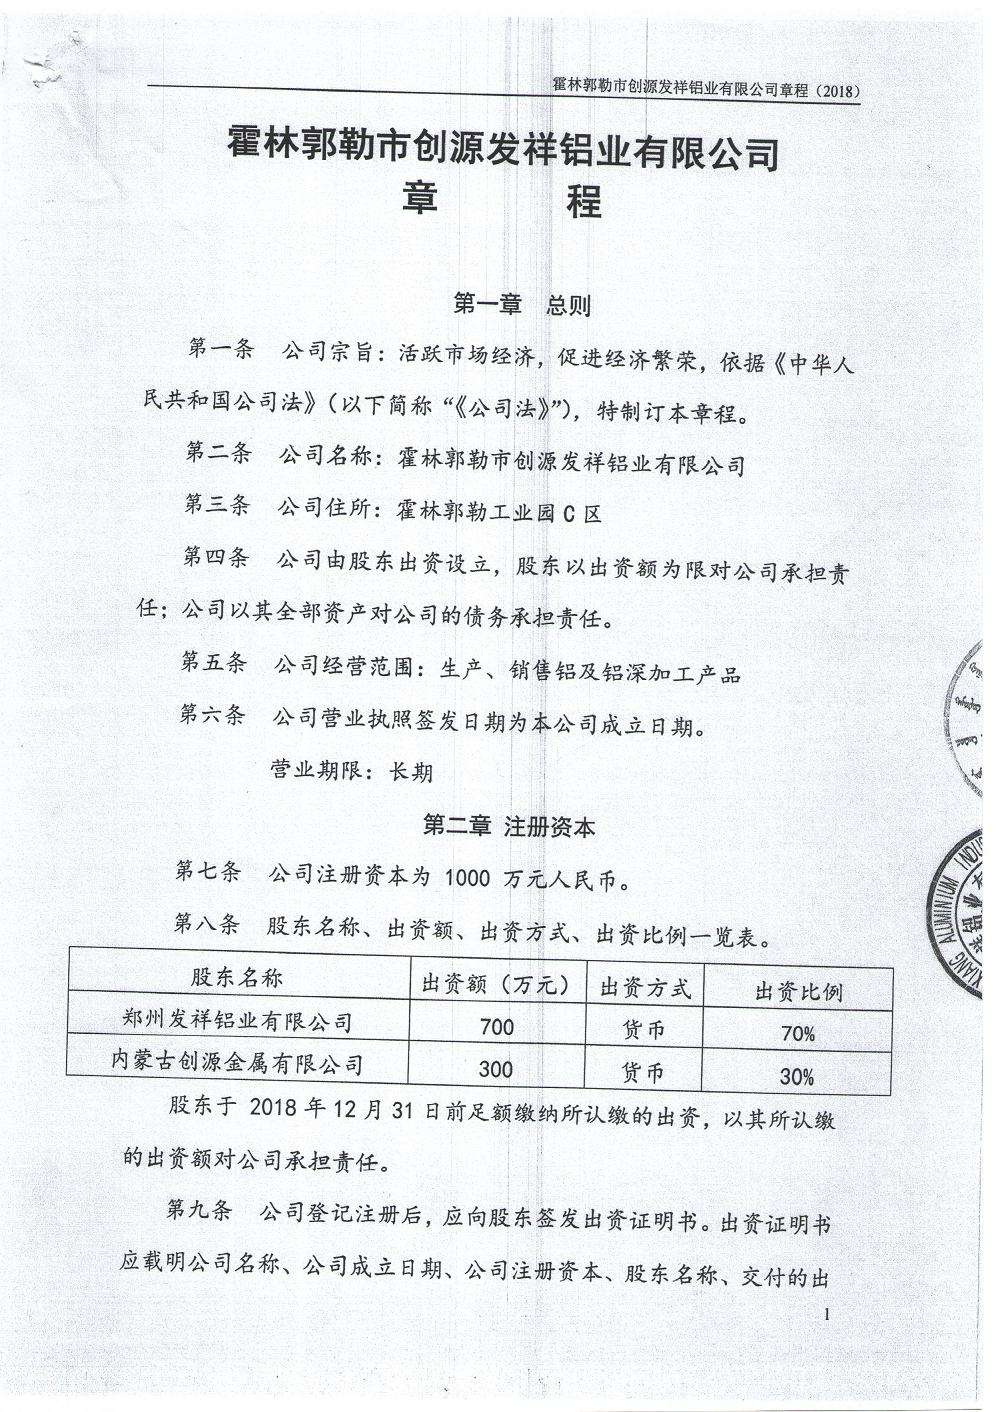 霍林郭勒市创源发祥铝业有限公司章程（2018）
霍林郭勒市创源发祥铝业有限公司
章 程
第一章 总则
第一条 公司宗旨：活跃市场经济，促进经济繁荣，依据《中华人
民共和国公司法》（以下简称“《公司法》”），特制订本章程。
第二条 公司名称：霍林郭勒市创源发祥铝业有限公司
第三条 公司住所：霍林郭勒工业园C区
第四条 公司由股东出资设立，股东以出资额为限对公司承担责
任；公司以其全部资产对公司的债务承担责任。
第五条 公司经营范围：生产、销售铝及铝深加工产品
第六条 公司营业执照签发日期为本公司成立日期。
营业期限：长期
第二章 注册资本
第七条 公司注册资本为 1000 万元人民币。
第八条 股东名称、出资额、出资方式、出资比例一览表。
股东名称 出资额（万元） 出资方式 出资比例
郑州发祥铝业有限公司 700 货币 70%
内蒙古创源金属有限公司 300 货币 30%
股东于 2018 年 12 月 31 日前足额缴纳所认缴的出资，以其所认缴
的出资额对公司承担责任。
第九条 公司登记注册后，应向股东签发出资证明书。出资证明书
应载明公司名称、公司成立日期、公司注册资本、股东名称、交付的出
1
XIANG ALUMINIUM INDU